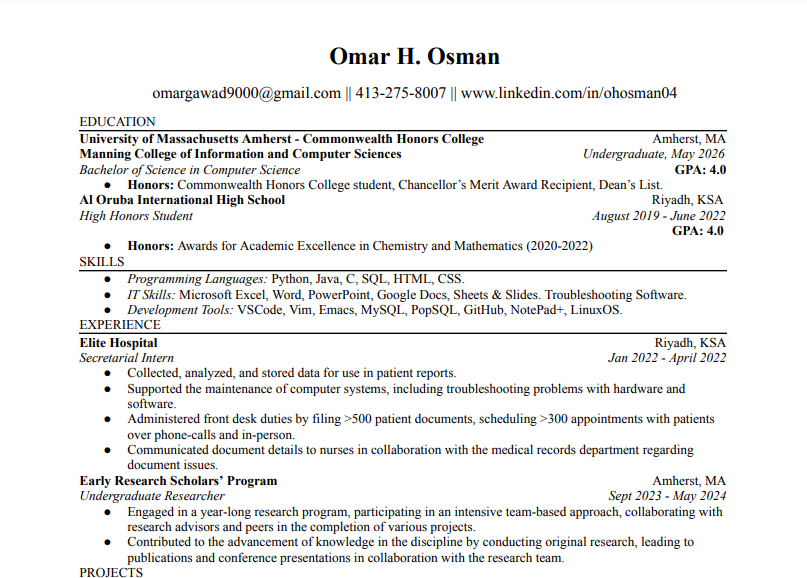 Omar H. Osman
omargawad9000@gmail.com || 413-275-8007 || www.linkedin.com/in/ohosman04
EDUCATION
University of Massachusetts Amherst - Commonwealth Honors College Amherst, MA
Manning College of Information and Computer Sciences Undergraduate, May 2026
Bachelor of Science in Computer Science GPA: 4.0
● Honors: Commonwealth Honors College student, Chancellor's Merit Award Recipient, Dean's List.
Al Oruba International High School Riyadh, KSA
High Honors Student August 2019 - June 2022
GPA: 4.0
● Honors: Awards for Academic Excellence in Chemistry and Mathematics (2020-2022)
SKILLS
● Programming Languages: Python, Java, C, SQL, HTML, CSS.
● IT Skills: Microsoft Excel, Word, PowerPoint, Google Docs, Sheets & Slides. Troubleshooting Software.
● Development Tools: VSCode, Vim, Emacs, MySQL, PopSQL, GitHub, NotePad+, LinuxOS.
EXPERIENCE
Elite Hospital Riyadh, KSA
Secretarial Intern Jan 2022 - April 2022
● Collected, analyzed, and stored data for use in patient reports.
● Supported the maintenance of computer systems, including troubleshooting problems with hardware and
software.
● Administered front desk duties by filing >500 patient documents, scheduling >300 appointments with patients
over phone-calls and in-person.
● Communicated document details to nurses in collaboration with the medical records department regarding
document issues.
Early Research Scholars' Program Amherst, MA
Undergraduate Researcher Sept 2023 - May 2024
● Engaged in a year-long research program, participating in an intensive team-based approach, collaborating with
research advisors and peers in the completion of various projects.
● Contributed to the advancement of knowledge in the discipline by conducting original research, leading to
publications and conference presentations in collaboration with the research team.
PROJECTS